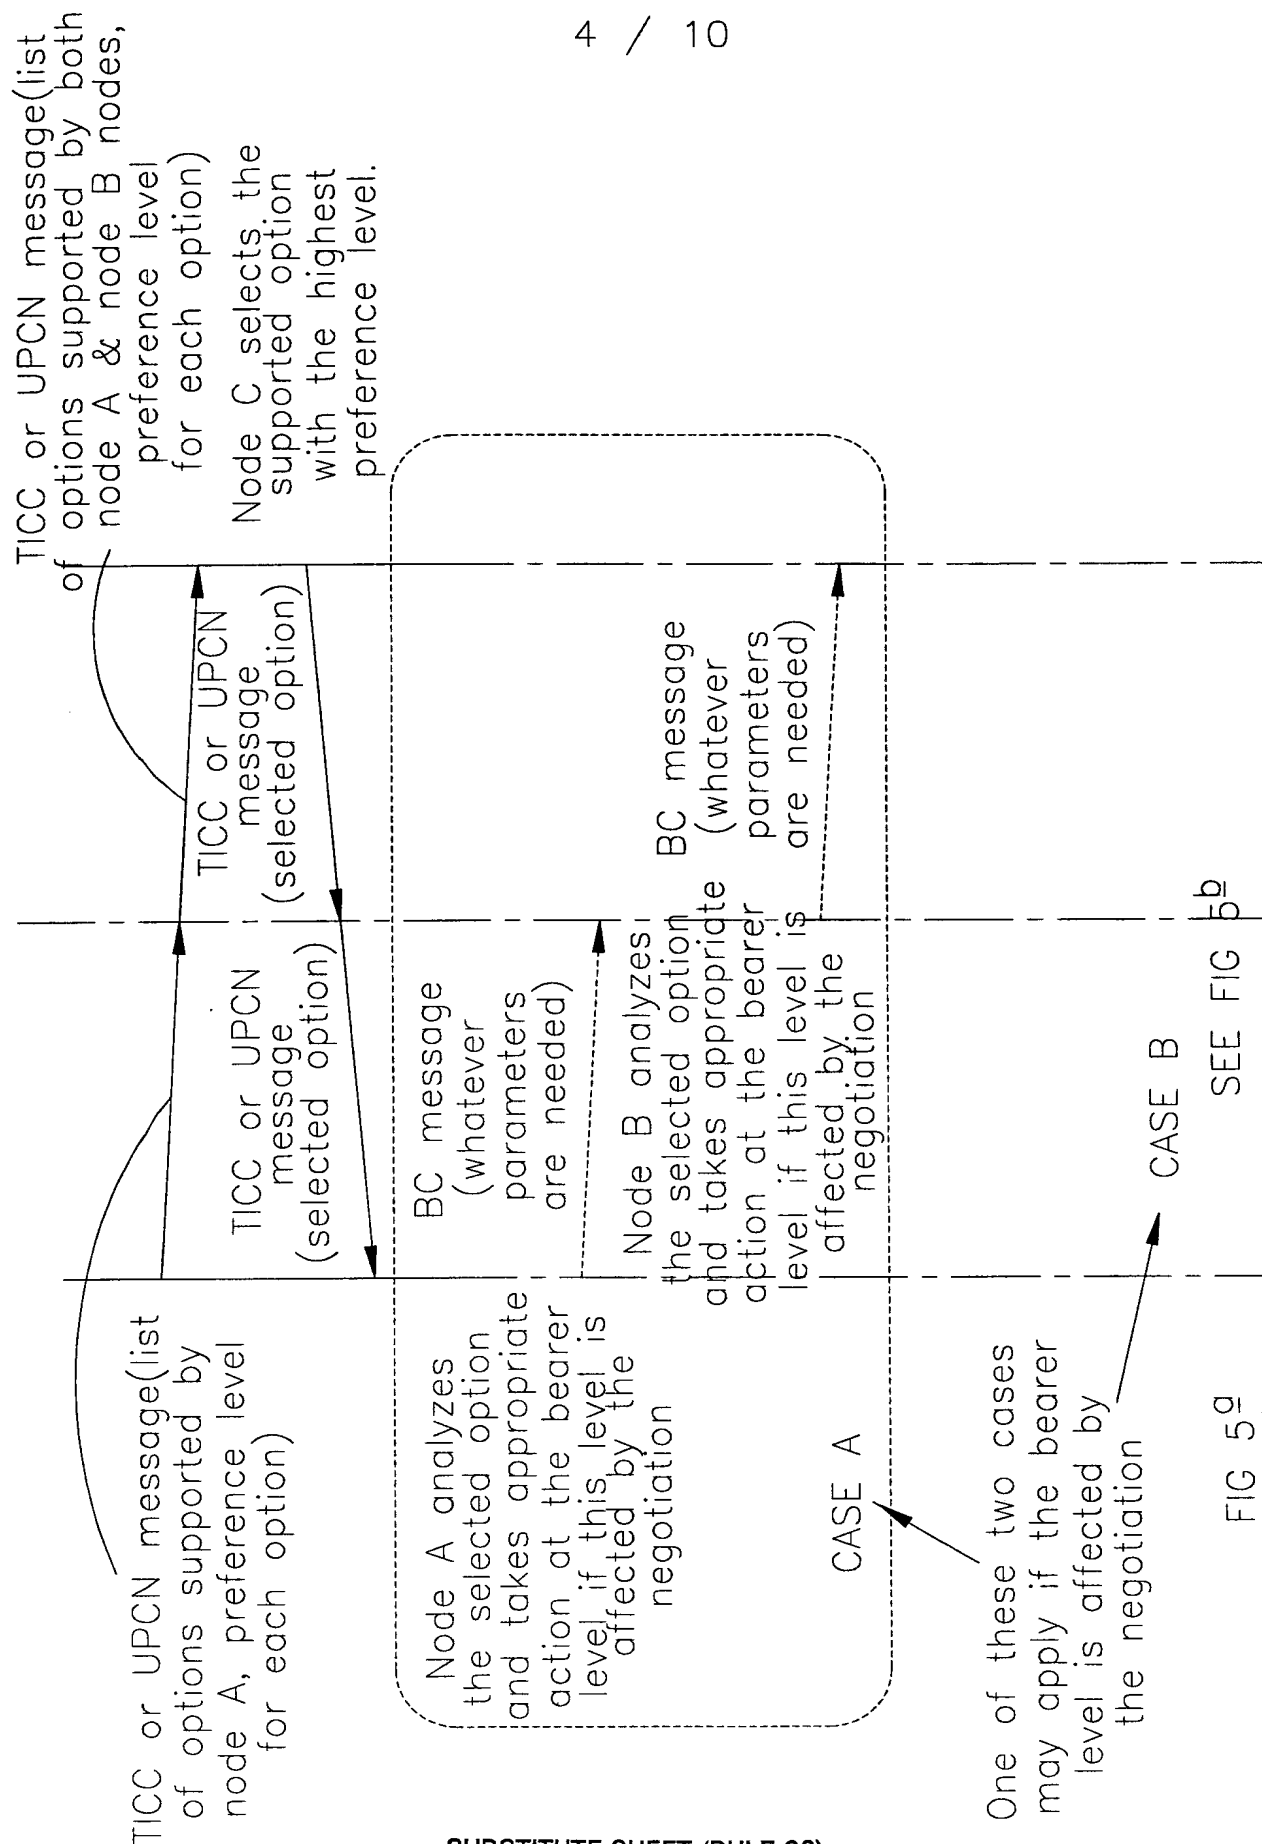 4 / 10
TICC or UPCN message(list
of options supported by
node A, preference level
for each option)
TICC or UPCN
message
(selected option)
TICC or UPCN
message
(selected option)
TICC or UPCN message(list
of options supported by both
node A & node B nodes,
preference level
for each option)
Node C selects the
supported option
with the highest
preference level.
Node A analyzes
the selected option
and takes appropriate
action at the bearer
level if this level is
affected by the
negotiation
BC message
(whatever
parameters
are needed)
Node B analyzes
the selected option
and takes appropriate
action at the bearer
level if this level is
affected by the
negotiation
BC message
(whatever
parameters
are needed)
CASE A
One of these two cases
may apply if the bearer
level is affected by
the negotiation
CASE B
SEE FIG 5b
FIG 5a
SUBSTITUTE SHEET (RULE 26)